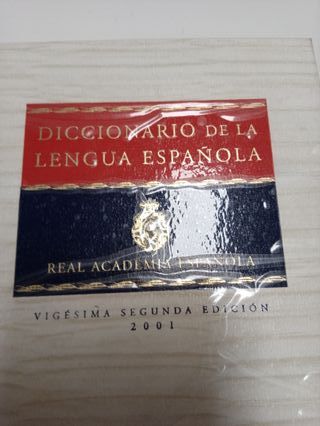 DICCIONARIO DE LA
LENGUA ESPAÑOLA
REAL ACADEMIA ESPAÑOLA
VIGÉSIMA SEGUNDA EDICIÓN
2001